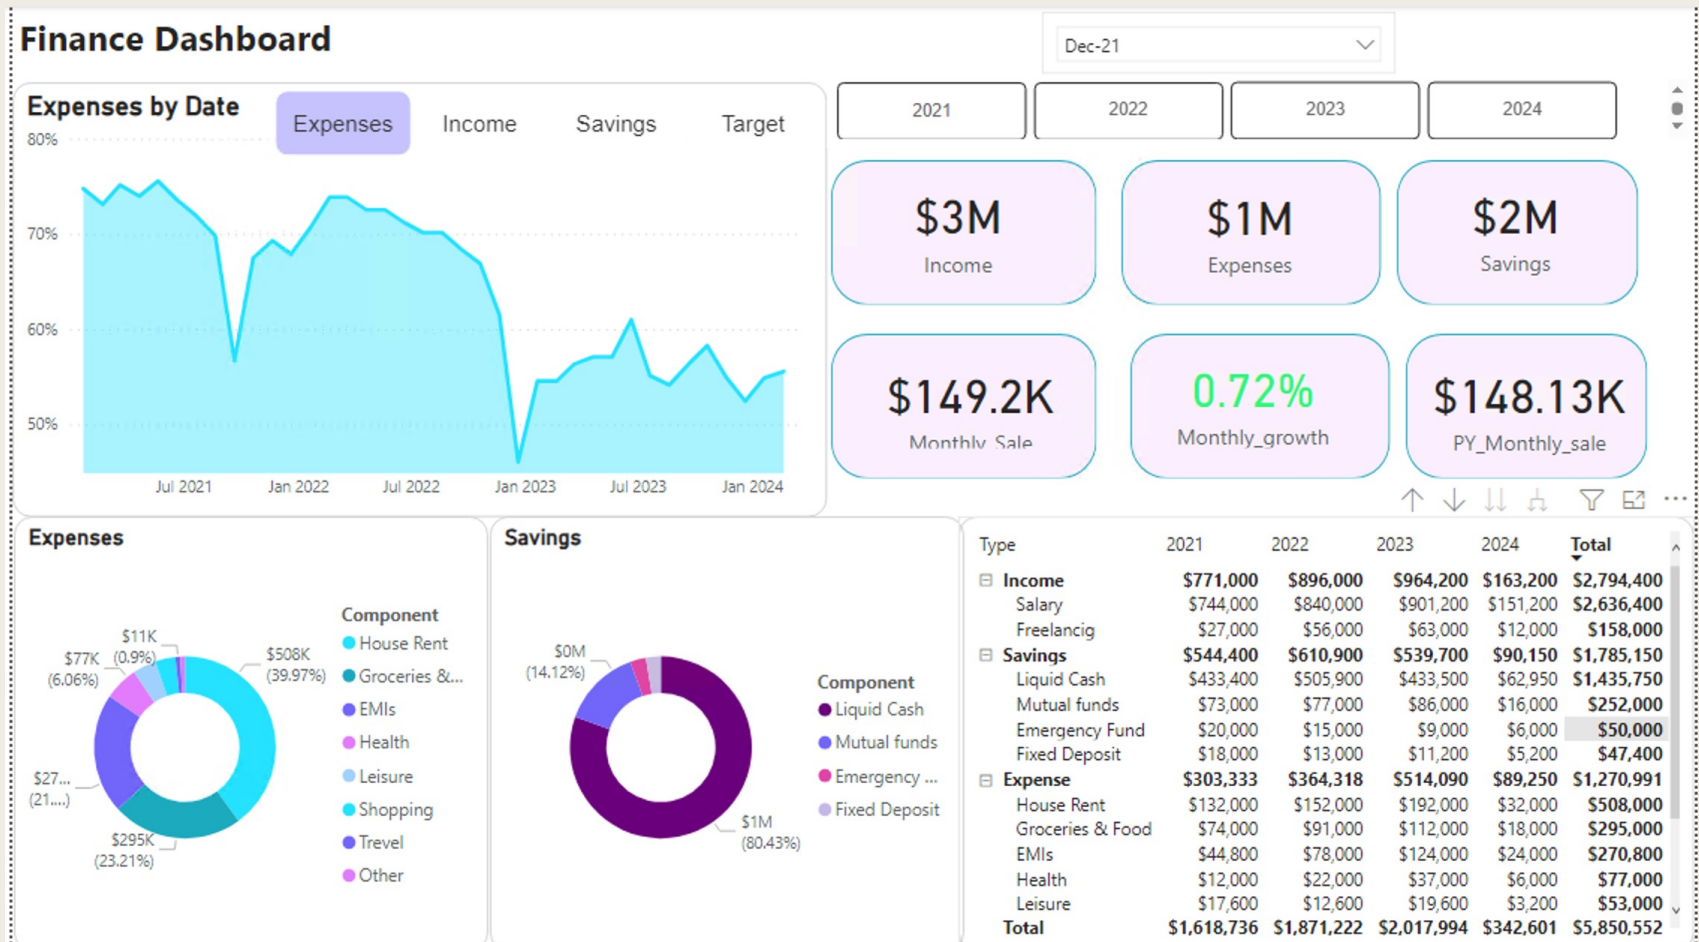 Finance Dashboard
Dec-21
Expenses by Date
Expenses
Income
Savings
Target
2021
2022
2023
2024
80%
70%
60%
50%
Jul 2021
Jan 2022
Jul 2022
Jan 2023
Jul 2023
Jan 2024
$3M
Income
$1M
Expenses
$2M
Savings
$149.2K
Monthly_Sale
0.72%
Monthly_growth
$148.13K
PY_Monthly_sale
Expenses
$11K
(0.9%)
$77K
(6.06%)
$27...
(21....)
$295K
(23.21%)
$508K
(39.97%)
Component
House Rent
Groceries &...
EMIs
Health
Leisure
Shopping
Trevel
Other
Savings
$0M
(14.12%)
$1M
(80.43%)
Component
Liquid Cash
Mutual funds
Emergency ...
Fixed Deposit
Type 2021 2022 2023 2024 Total
Income $771,000 $896,000 $964,200 $163,200 $2,794,400
Salary $744,000 $840,000 $901,200 $151,200 $2,636,400
Freelancig $27,000 $56,000 $63,000 $12,000 $158,000
Savings $544,400 $610,900 $539,700 $90,150 $1,785,150
Liquid Cash $433,400 $505,900 $433,500 $62,950 $1,435,750
Mutual funds $73,000 $77,000 $86,000 $16,000 $252,000
Emergency Fund $20,000 $15,000 $9,000 $6,000 $50,000
Fixed Deposit $18,000 $13,000 $11,200 $5,200 $47,400
Expense $303,333 $364,318 $514,090 $89,250 $1,270,991
House Rent $132,000 $152,000 $192,000 $32,000 $508,000
Groceries & Food $74,000 $91,000 $112,000 $18,000 $295,000
EMIs $44,800 $78,000 $124,000 $24,000 $270,800
Health $12,000 $22,000 $37,000 $6,000 $77,000
Leisure $17,600 $12,600 $19,600 $3,200 $53,000
Total $1,618,736 $1,871,222 $2,017,994 $342,601 $5,850,552